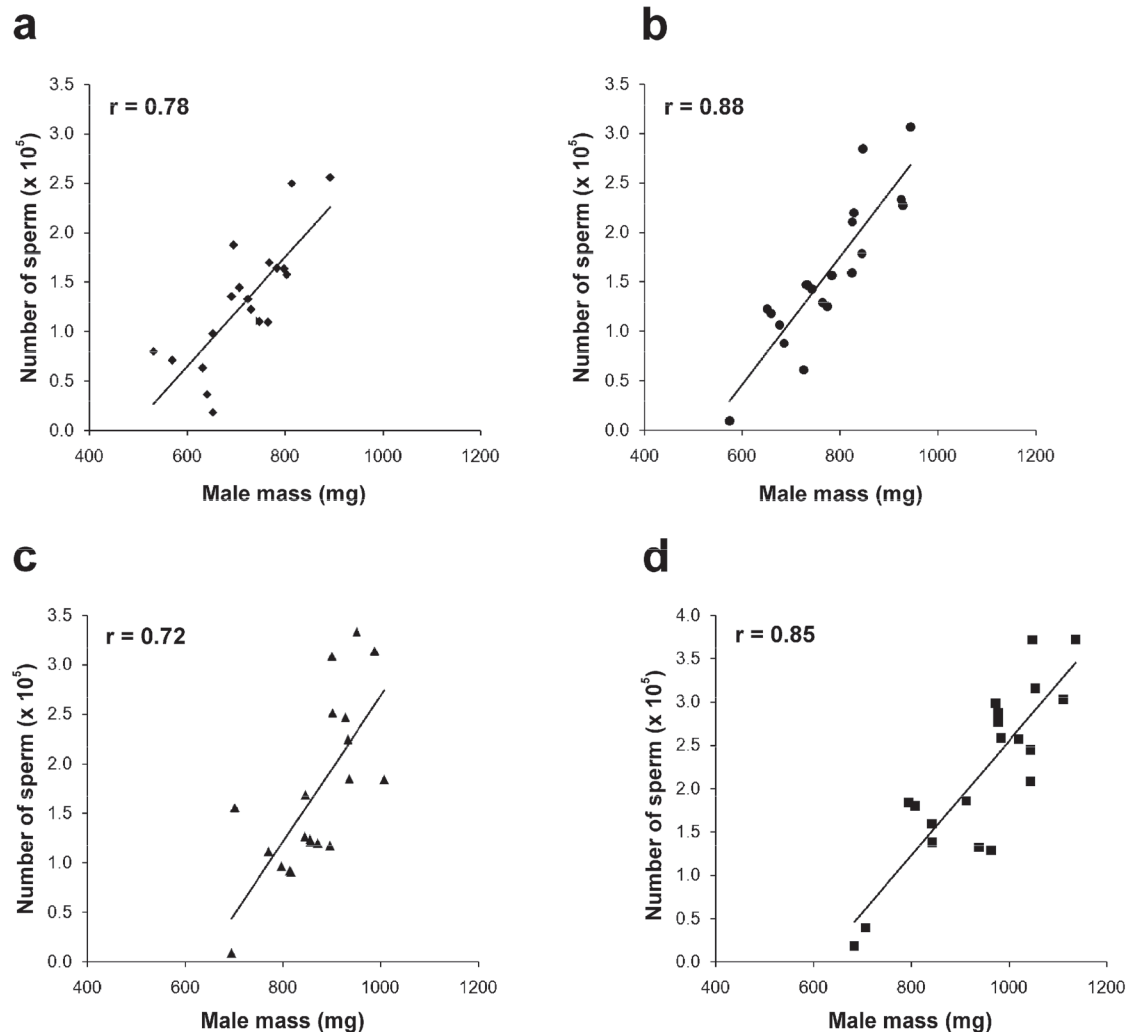 a
3.5
3.0
2.5
2.0
1.5
1.0
0.5
0.0
r = 0.78
Number of sperm (x 10⁵)
400 600 800 1000 1200
Male mass (mg)
b
3.5
3.0
2.5
2.0
1.5
1.0
0.5
0.0
r = 0.88
Number of sperm (x 10⁵)
400 600 800 1000 1200
Male mass (mg)
c
3.5
3.0
2.5
2.0
1.5
1.0
0.5
0.0
r = 0.72
Number of sperm (x 10⁵)
400 600 800 1000 1200
Male mass (mg)
d
4.0
3.5
3.0
2.5
2.0
1.5
1.0
0.5
0.0
r = 0.85
Number of sperm (x 10⁵)
400 600 800 1000 1200
Male mass (mg)